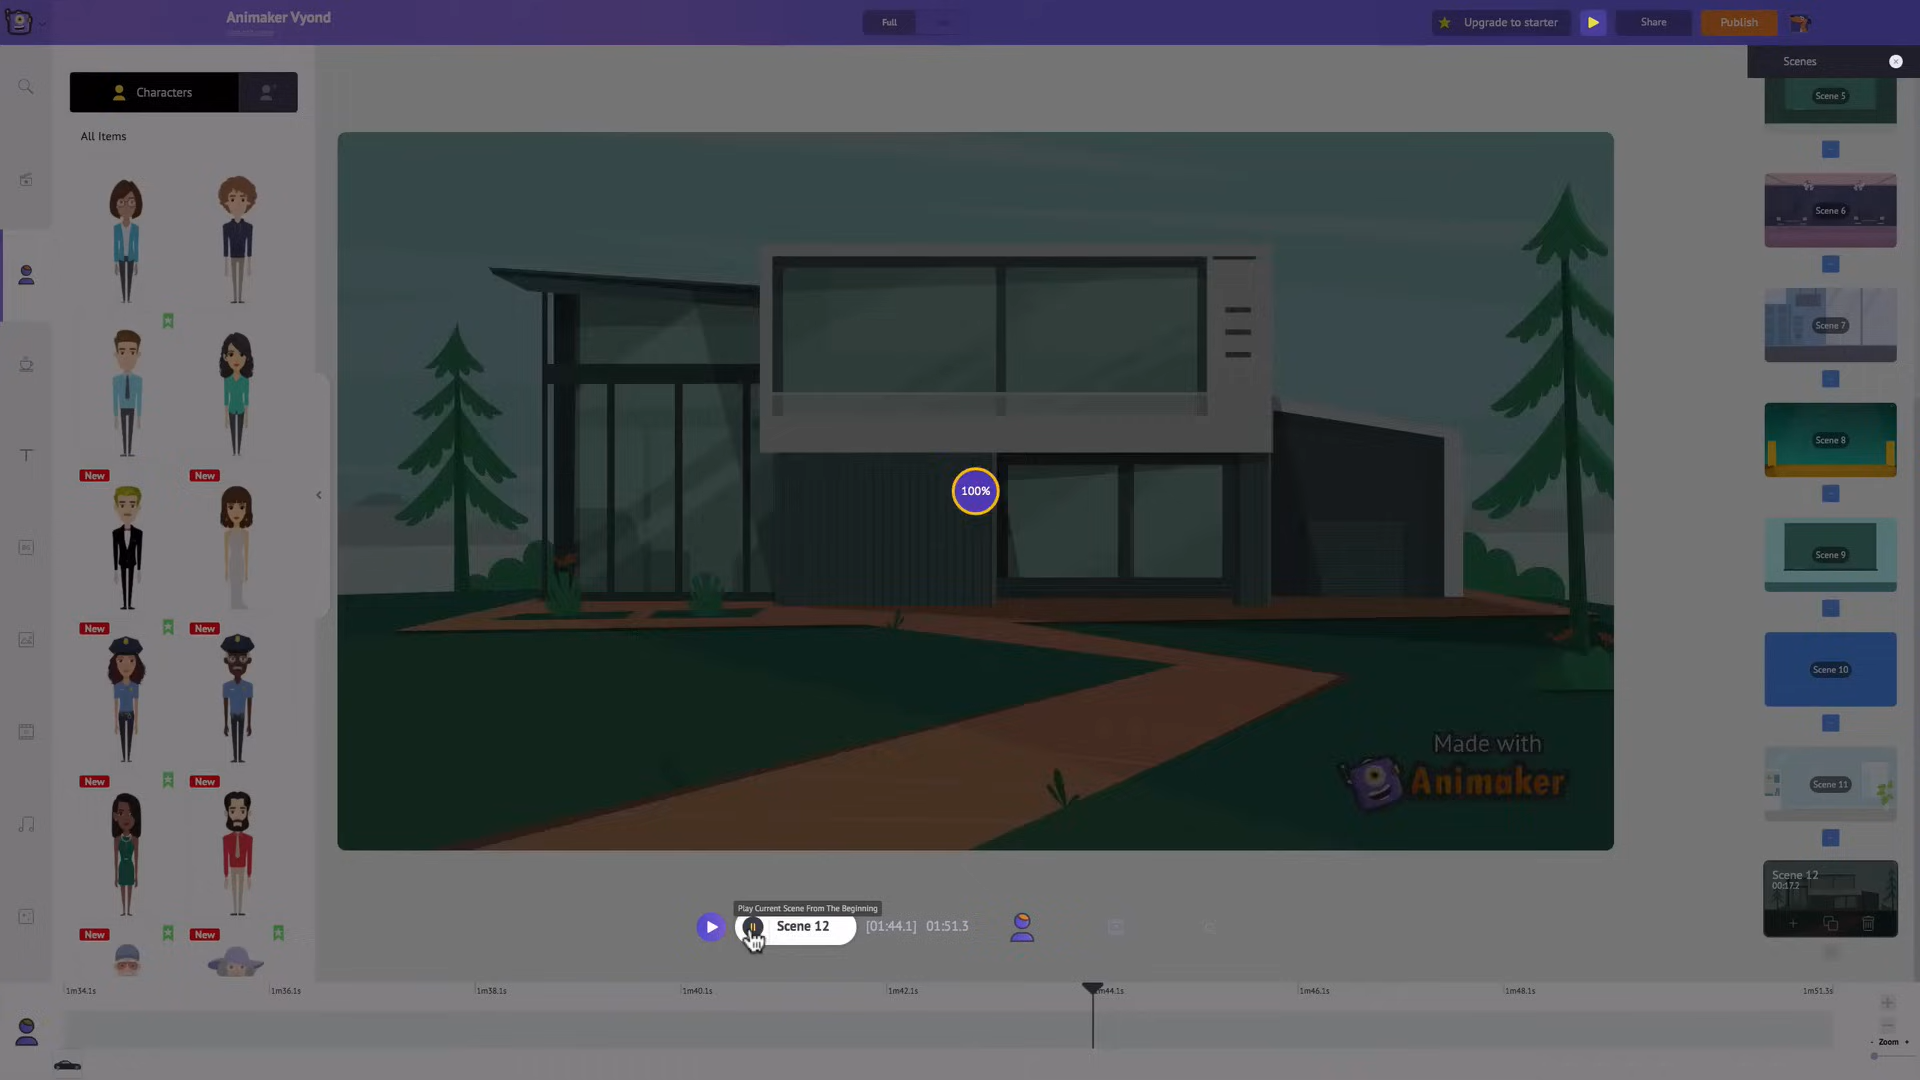 Animaker Vyond
Full
Upgrade to starter
Share
Publish
Scenes
Characters
All Items
New
New
New
New
New
New
Scene 5
Scene 6
Scene 7
Scene 8
Scene 9
Scene 10
Scene 11
Scene 12
00:17.2
100%
Made with
Animaker
Play Current Scene From The Beginning
Scene 12
[01:44.1] 01:51.3
1m34.1s
1m36.1s
1m38.1s
1m40.1s
1m42.1s
1m44.1s
1m46.1s
1m48.1s
1m51.3s
- Zoom +